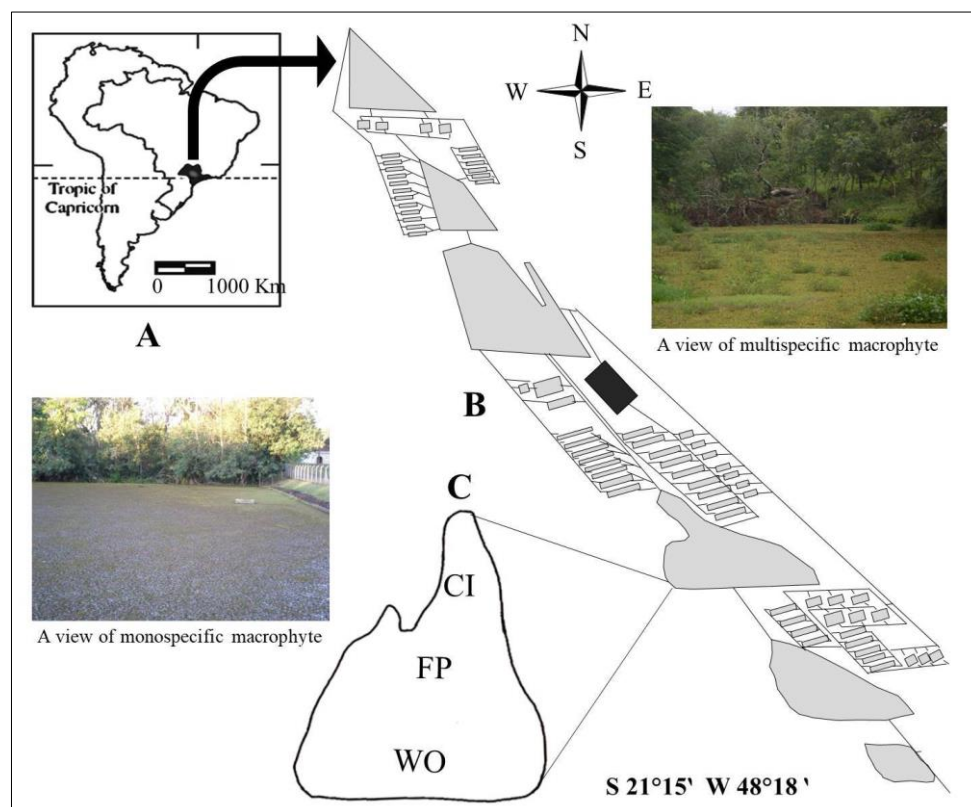 Tropic of
Capricorn
0 1000 Km
A
N
W E
S
A view of multispecific macrophyte
B
A view of monospecific macrophyte
C
CI
FP
WO
S 21°15' W 48°18'